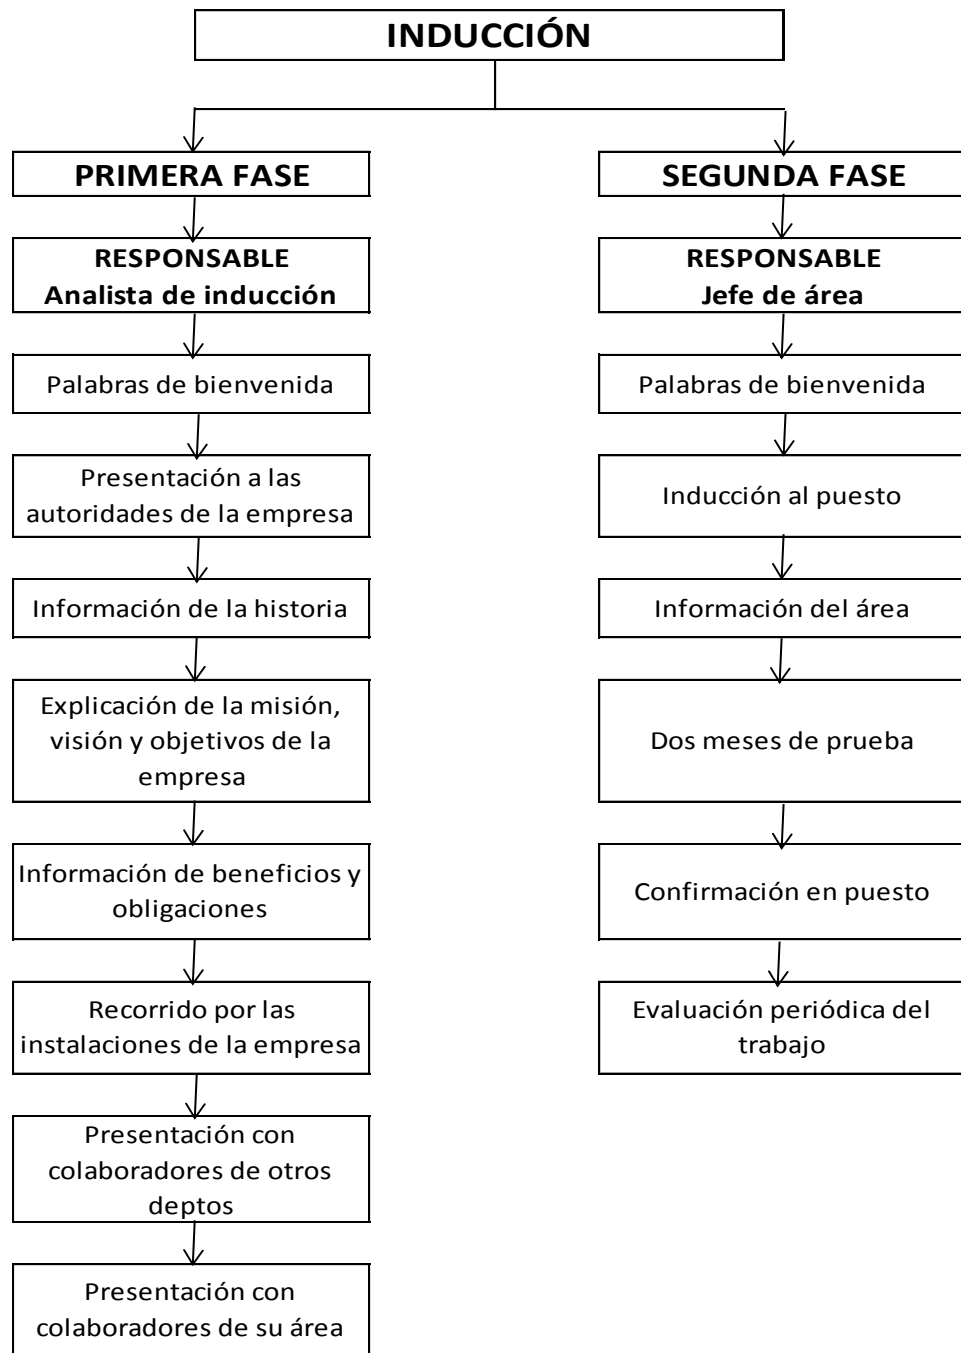 INDUCCIÓN
PRIMERA FASE
RESPONSABLE
Analista de inducción
Palabras de bienvenida
Presentación a las
autoridades de la empresa
Información de la historia
Explicación de la misión,
visión y objetivos de la
empresa
Información de beneficios y
obligaciones
Recorrido por las
instalaciones de la empresa
Presentación con
colaboradores de otros
deptos
Presentación con
colaboradores de su área
SEGUNDA FASE
RESPONSABLE
Jefe de área
Palabras de bienvenida
Inducción al puesto
Información del área
Dos meses de prueba
Confirmación en puesto
Evaluación periódica del
trabajo